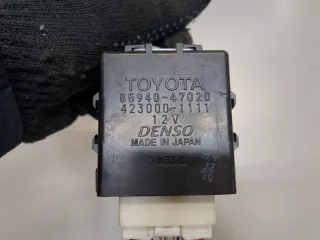 TOYOTA
85940-47020
423000-1111
12V
DENSO
MADE IN JAPAN